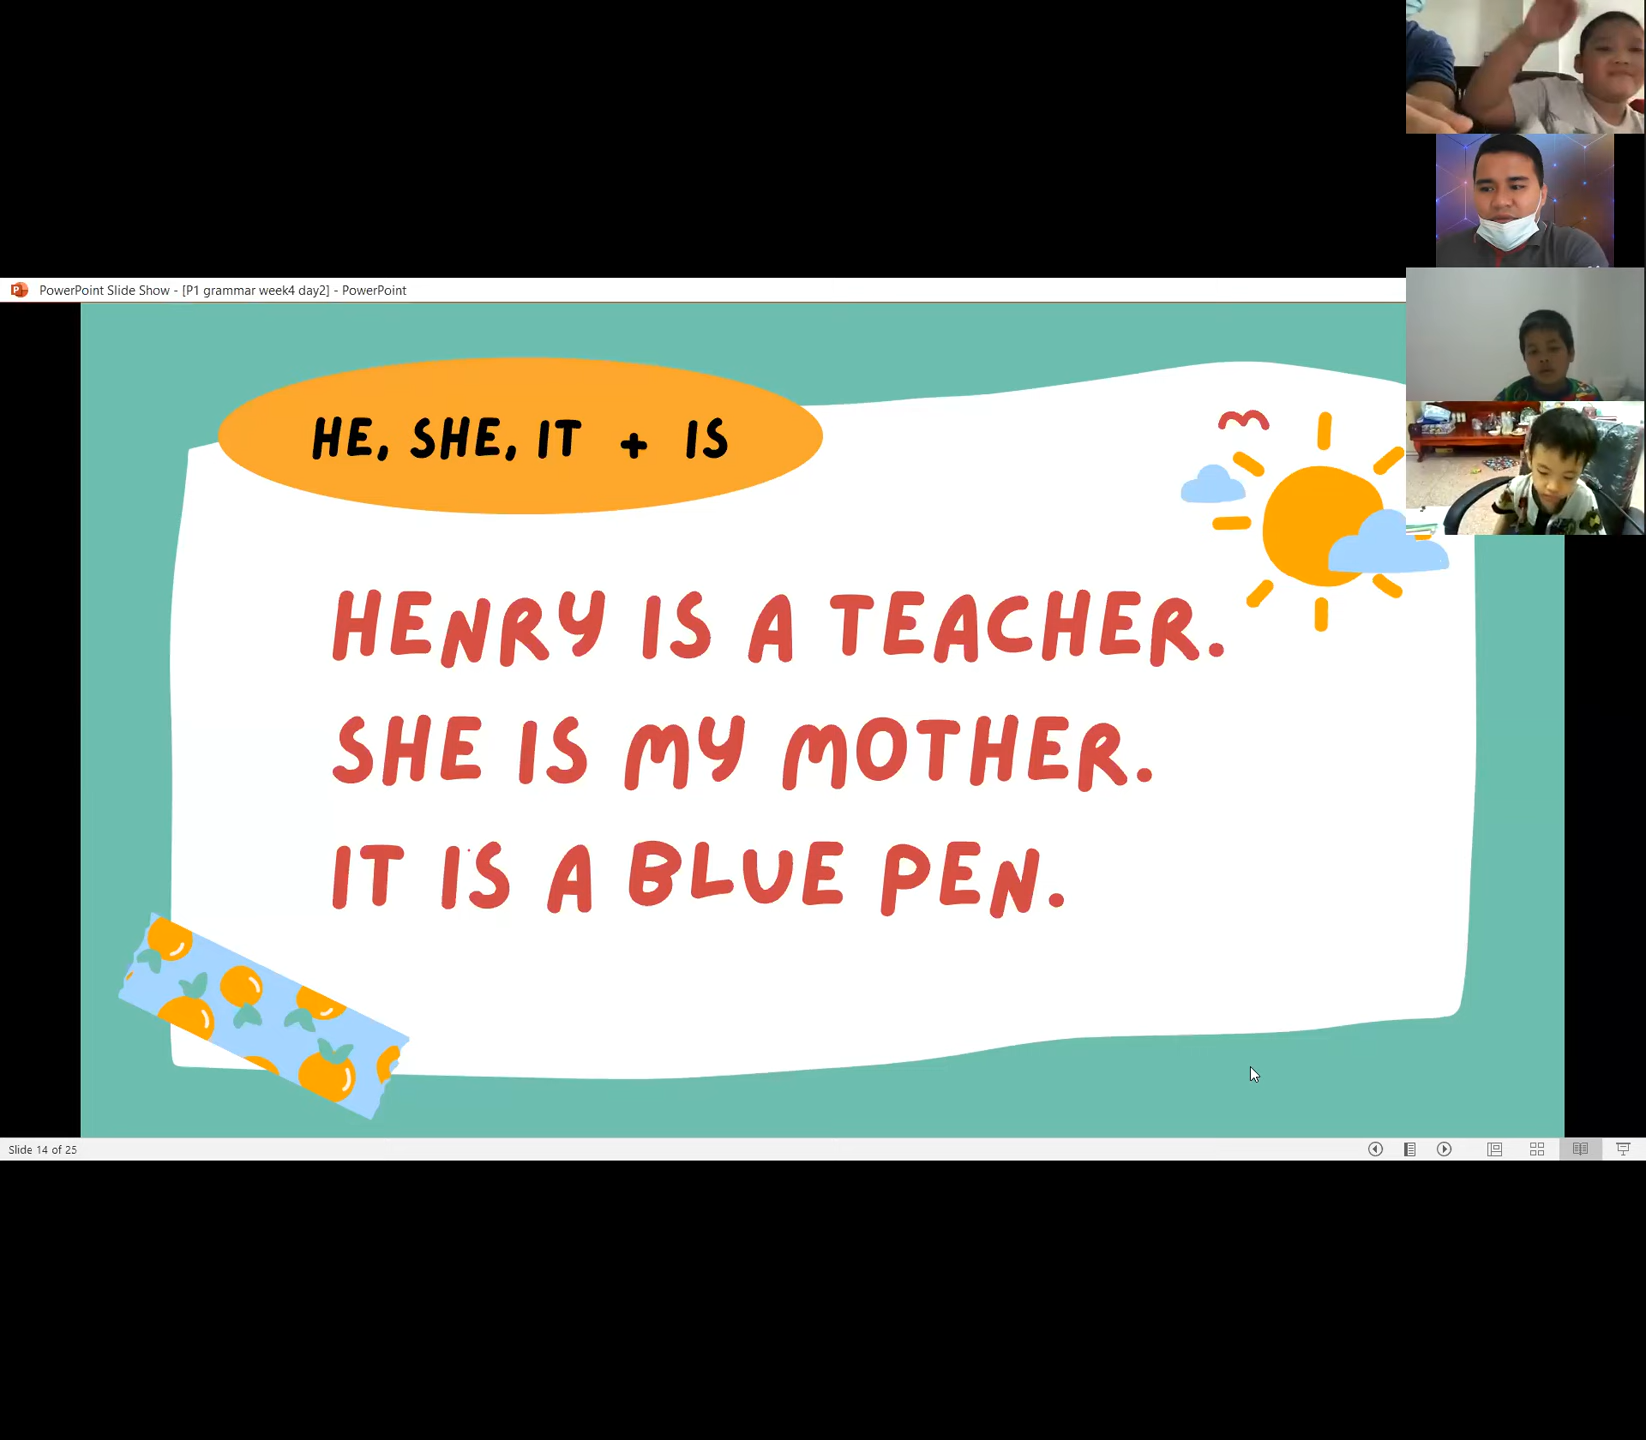 PowerPoint Slide Show - [P1 grammar week4 day2] - PowerPoint
HE, SHE, IT + IS
HENRY IS A TEACHER.
SHE IS MY MOTHER.
IT IS A BLUE PEN.
Slide 14 of 25